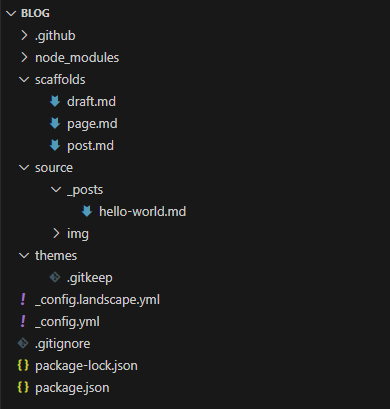 BLOG
.github
node_modules
scaffolds
draft.md
page.md
post.md
source
_posts
hello-world.md
img
themes
.gitkeep
_config.landscape.yml
_config.yml
.gitignore
package-lock.json
package.json